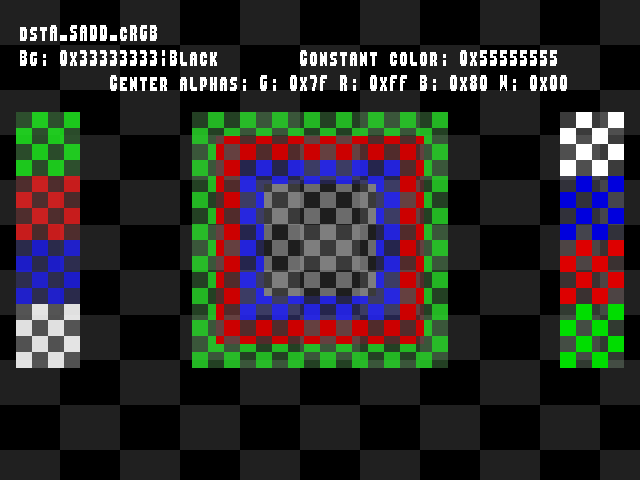 dstA_SADD_cRGB
Bg: 0x33333333;Black Constant color: 0x55555555
Center alphas: G: 0x7F R: 0xFF B: 0x80 W: 0x00